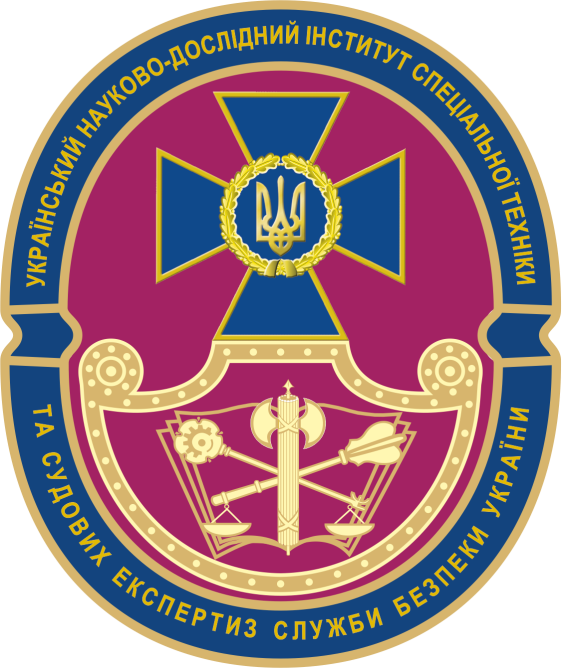 УКРАЇНСЬКИЙ НАУКОВО-ДОСЛІДНИЙ ІНСТИТУТ СПЕЦІАЛЬНОЇ ТЕХНІКИ
ТА СУДОВИХ ЕКСПЕРТИЗ СЛУЖБИ БЕЗПЕКИ УКРАЇНИ